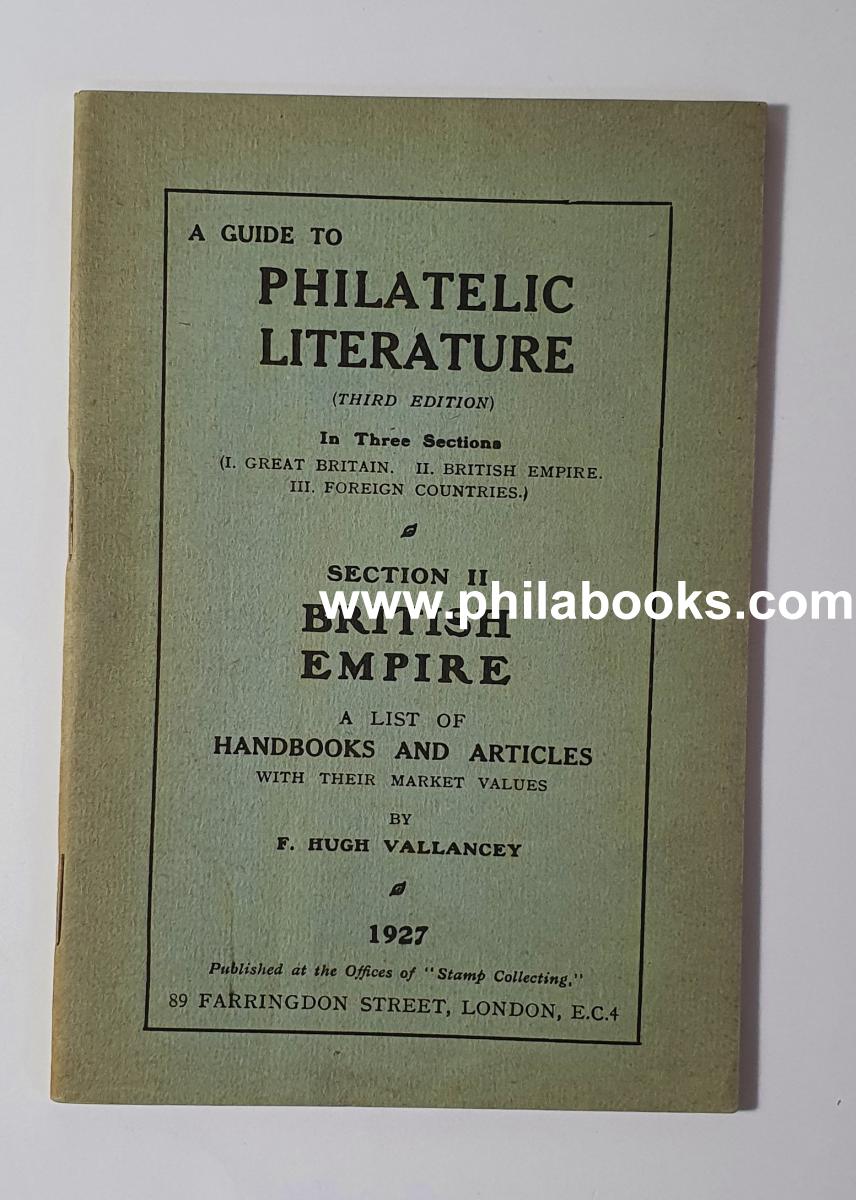 A GUIDE TO
PHILATELIC
LITERATURE
(THIRD EDITION)
In Three Sections
(I. GREAT BRITAIN. II. BRITISH EMPIRE.
III. FOREIGN COUNTRIES.)
SECTION II
www.philabooks.com
BRITISH
EMPIRE
A LIST OF
HANDBOOKS AND ARTICLES
WITH THEIR MARKET VALUES
BY
F. HUGH VALLANCEY
1927
Published at the Offices of "Stamp Collecting,"
89 FARRINGDON STREET, LONDON, E.C.4